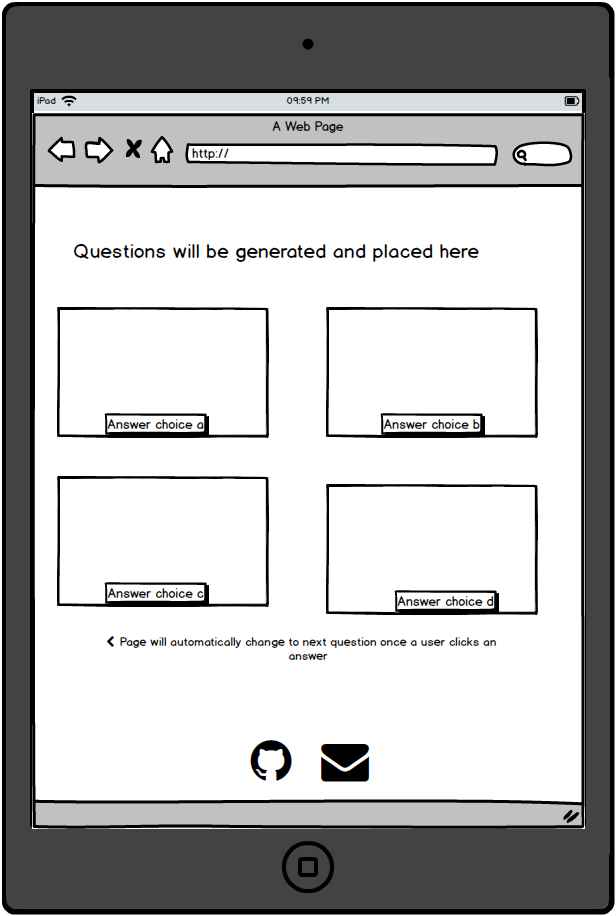 iPad 09:59 PM
A Web Page
http://
Questions will be generated and placed here
Answer choice a Answer choice b
Answer choice c
Answer choice d
Page will automatically change to next question once a user clicks an
answer